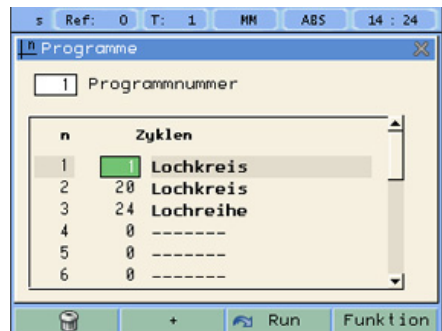 s Ref: 0 T: 1 MM ABS 14 : 24
n Programme
1 Programmnummer
n Zyklen
1 1 Lochkreis
2 20 Lochkreis
3 24 Lochreihe
4 0 -------
5 0 -------
6 0 -------
+ Run Funktion